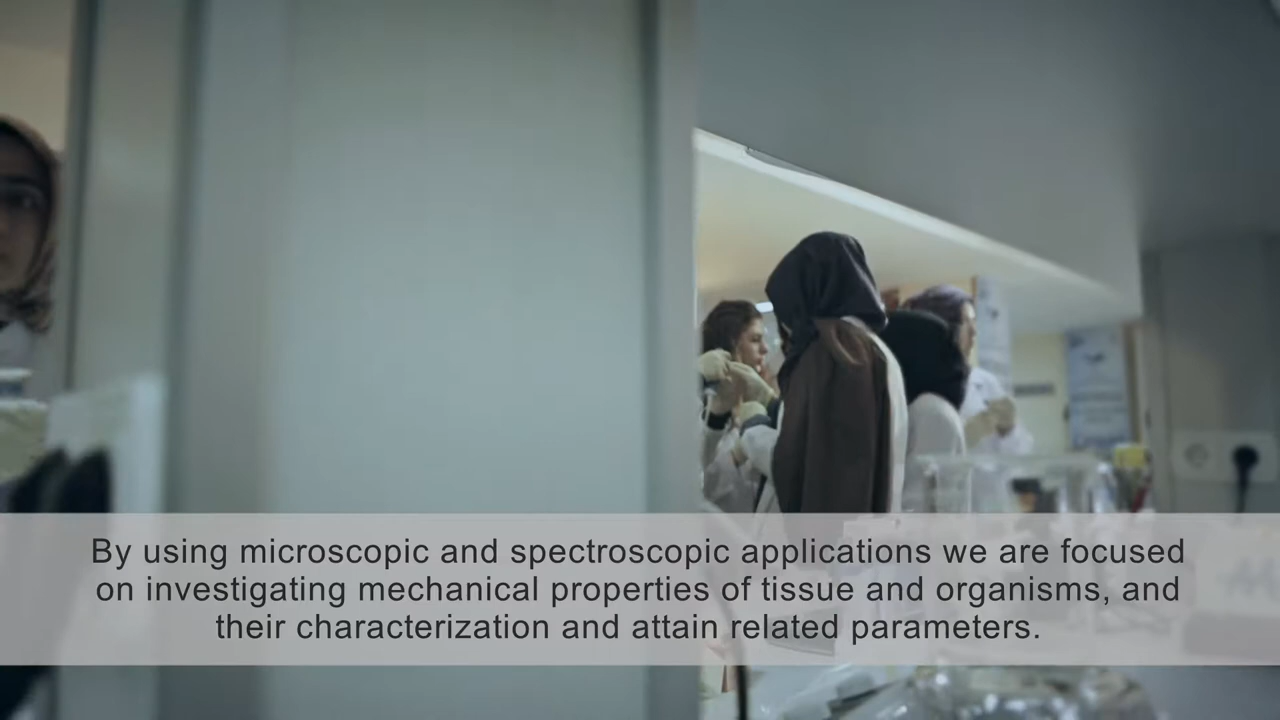 By using microscopic and spectroscopic applications we are focused
on investigating mechanical properties of tissue and organisms, and
their characterization and attain related parameters.